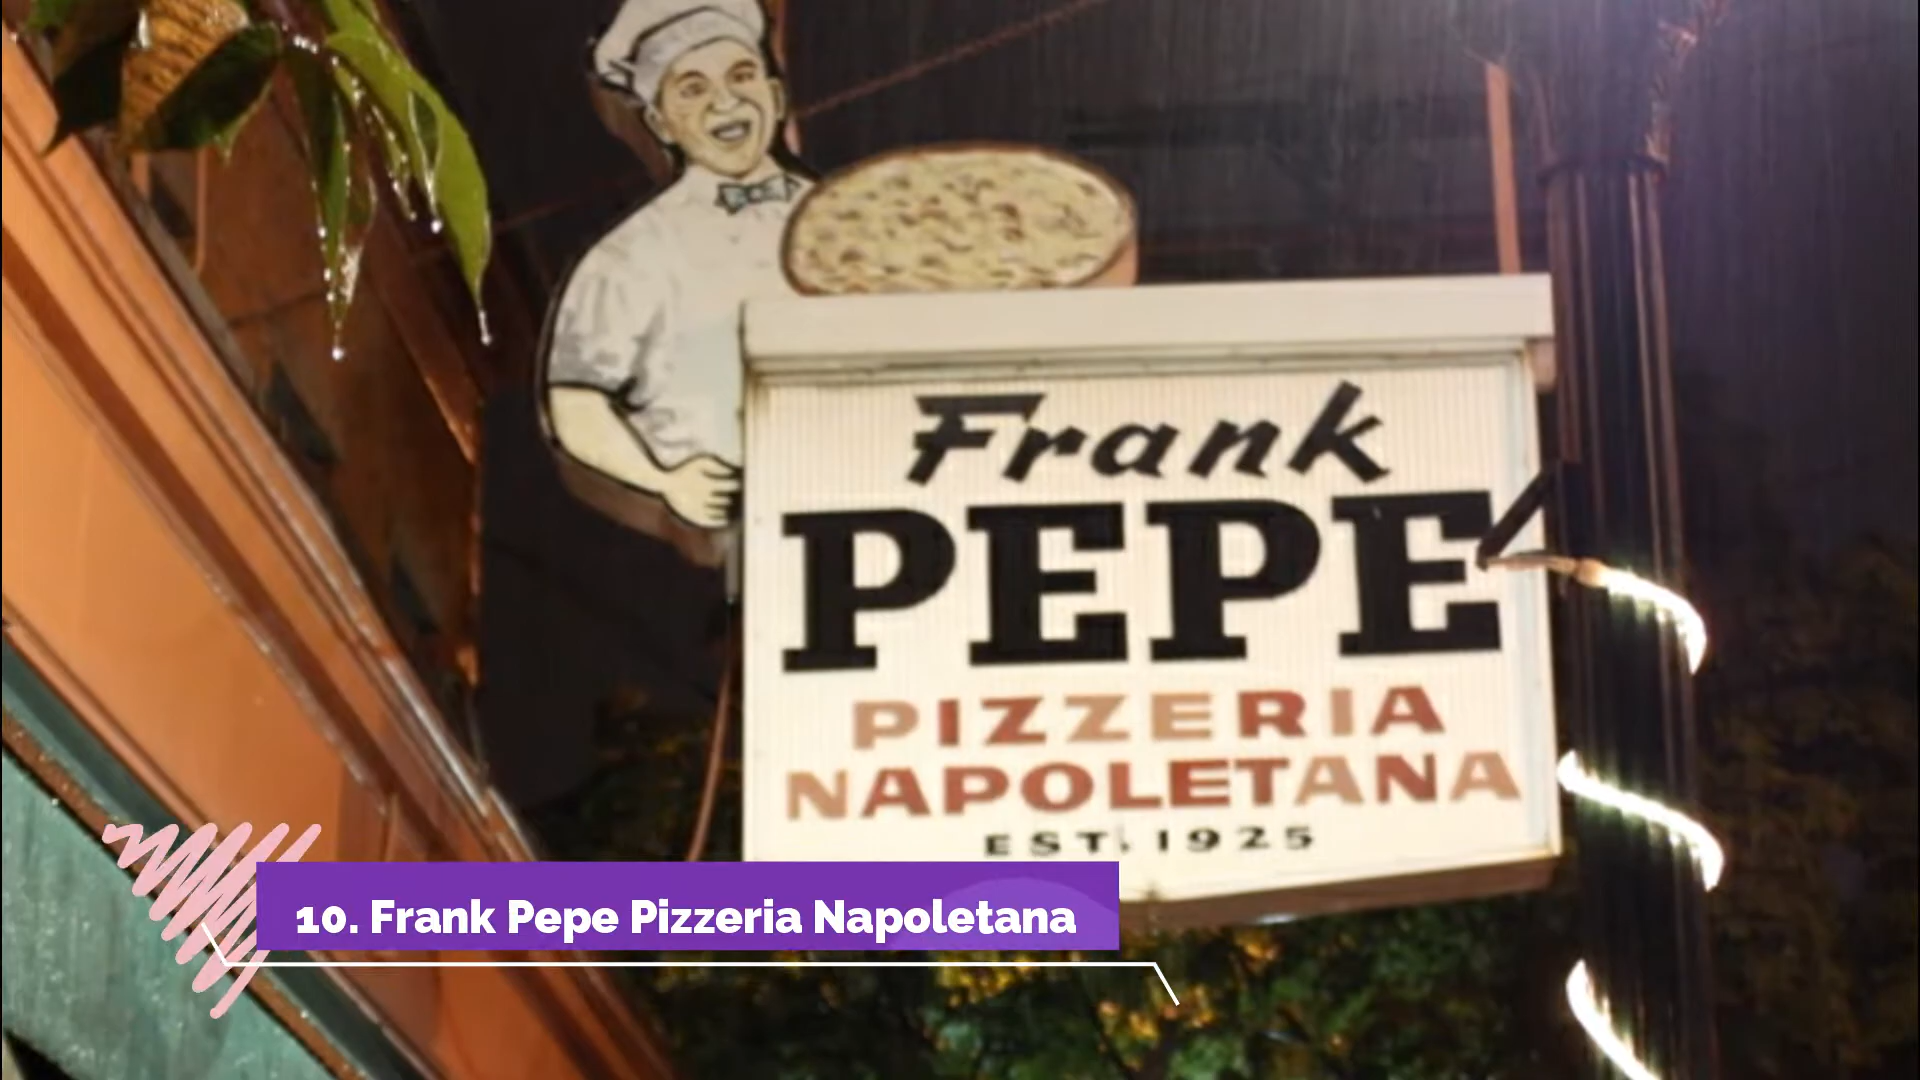 Frank
PEPE
PIZZERIA
NAPOLETANA
EST. 1925
10. Frank Pepe Pizzeria Napoletana